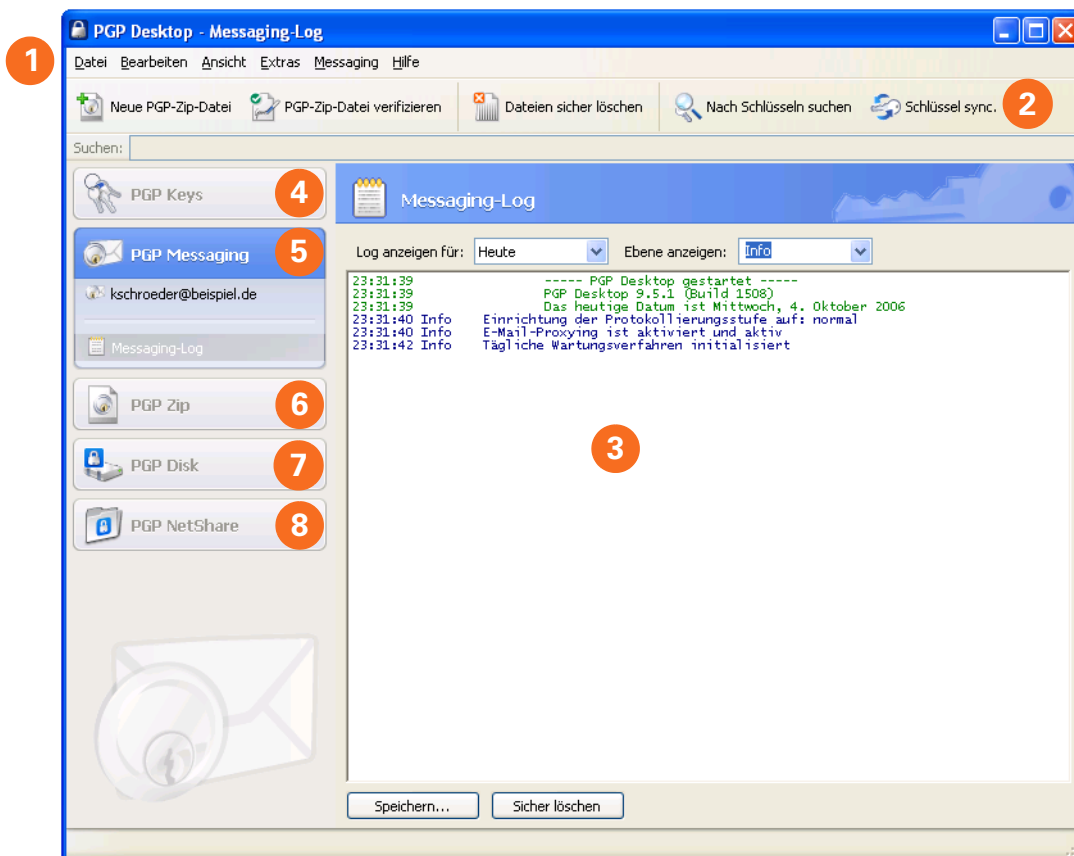 PGP Desktop - Messaging-Log
1
Datei Bearbeiten Ansicht Extras Messaging Hilfe
Neue PGP-Zip-Datei PGP-Zip-Datei verifizieren Dateien sicher löschen Nach Schlüsseln suchen Schlüssel sync. 2
Suchen:
PGP Keys 4
PGP Messaging 5
kschroeder@beispiel.de
Messaging-Log
PGP Zip 6
PGP Disk 7
PGP NetShare 8
Messaging-Log
Log anzeigen für: Heute Ebene anzeigen: Info
23:31:39 ----- PGP Desktop gestartet -----
23:31:39 PGP Desktop 9.5.1 (Build 1508)
23:31:39 Das heutige Datum ist Mittwoch, 4. Oktober 2006
23:31:40 Info Einrichtung der Protokollierungsstufe auf: normal
23:31:40 Info E-Mail-Proxying ist aktiviert und aktiv
23:31:42 Info Tägliche Wartungsverfahren initialisiert
3
Speichern... Sicher löschen